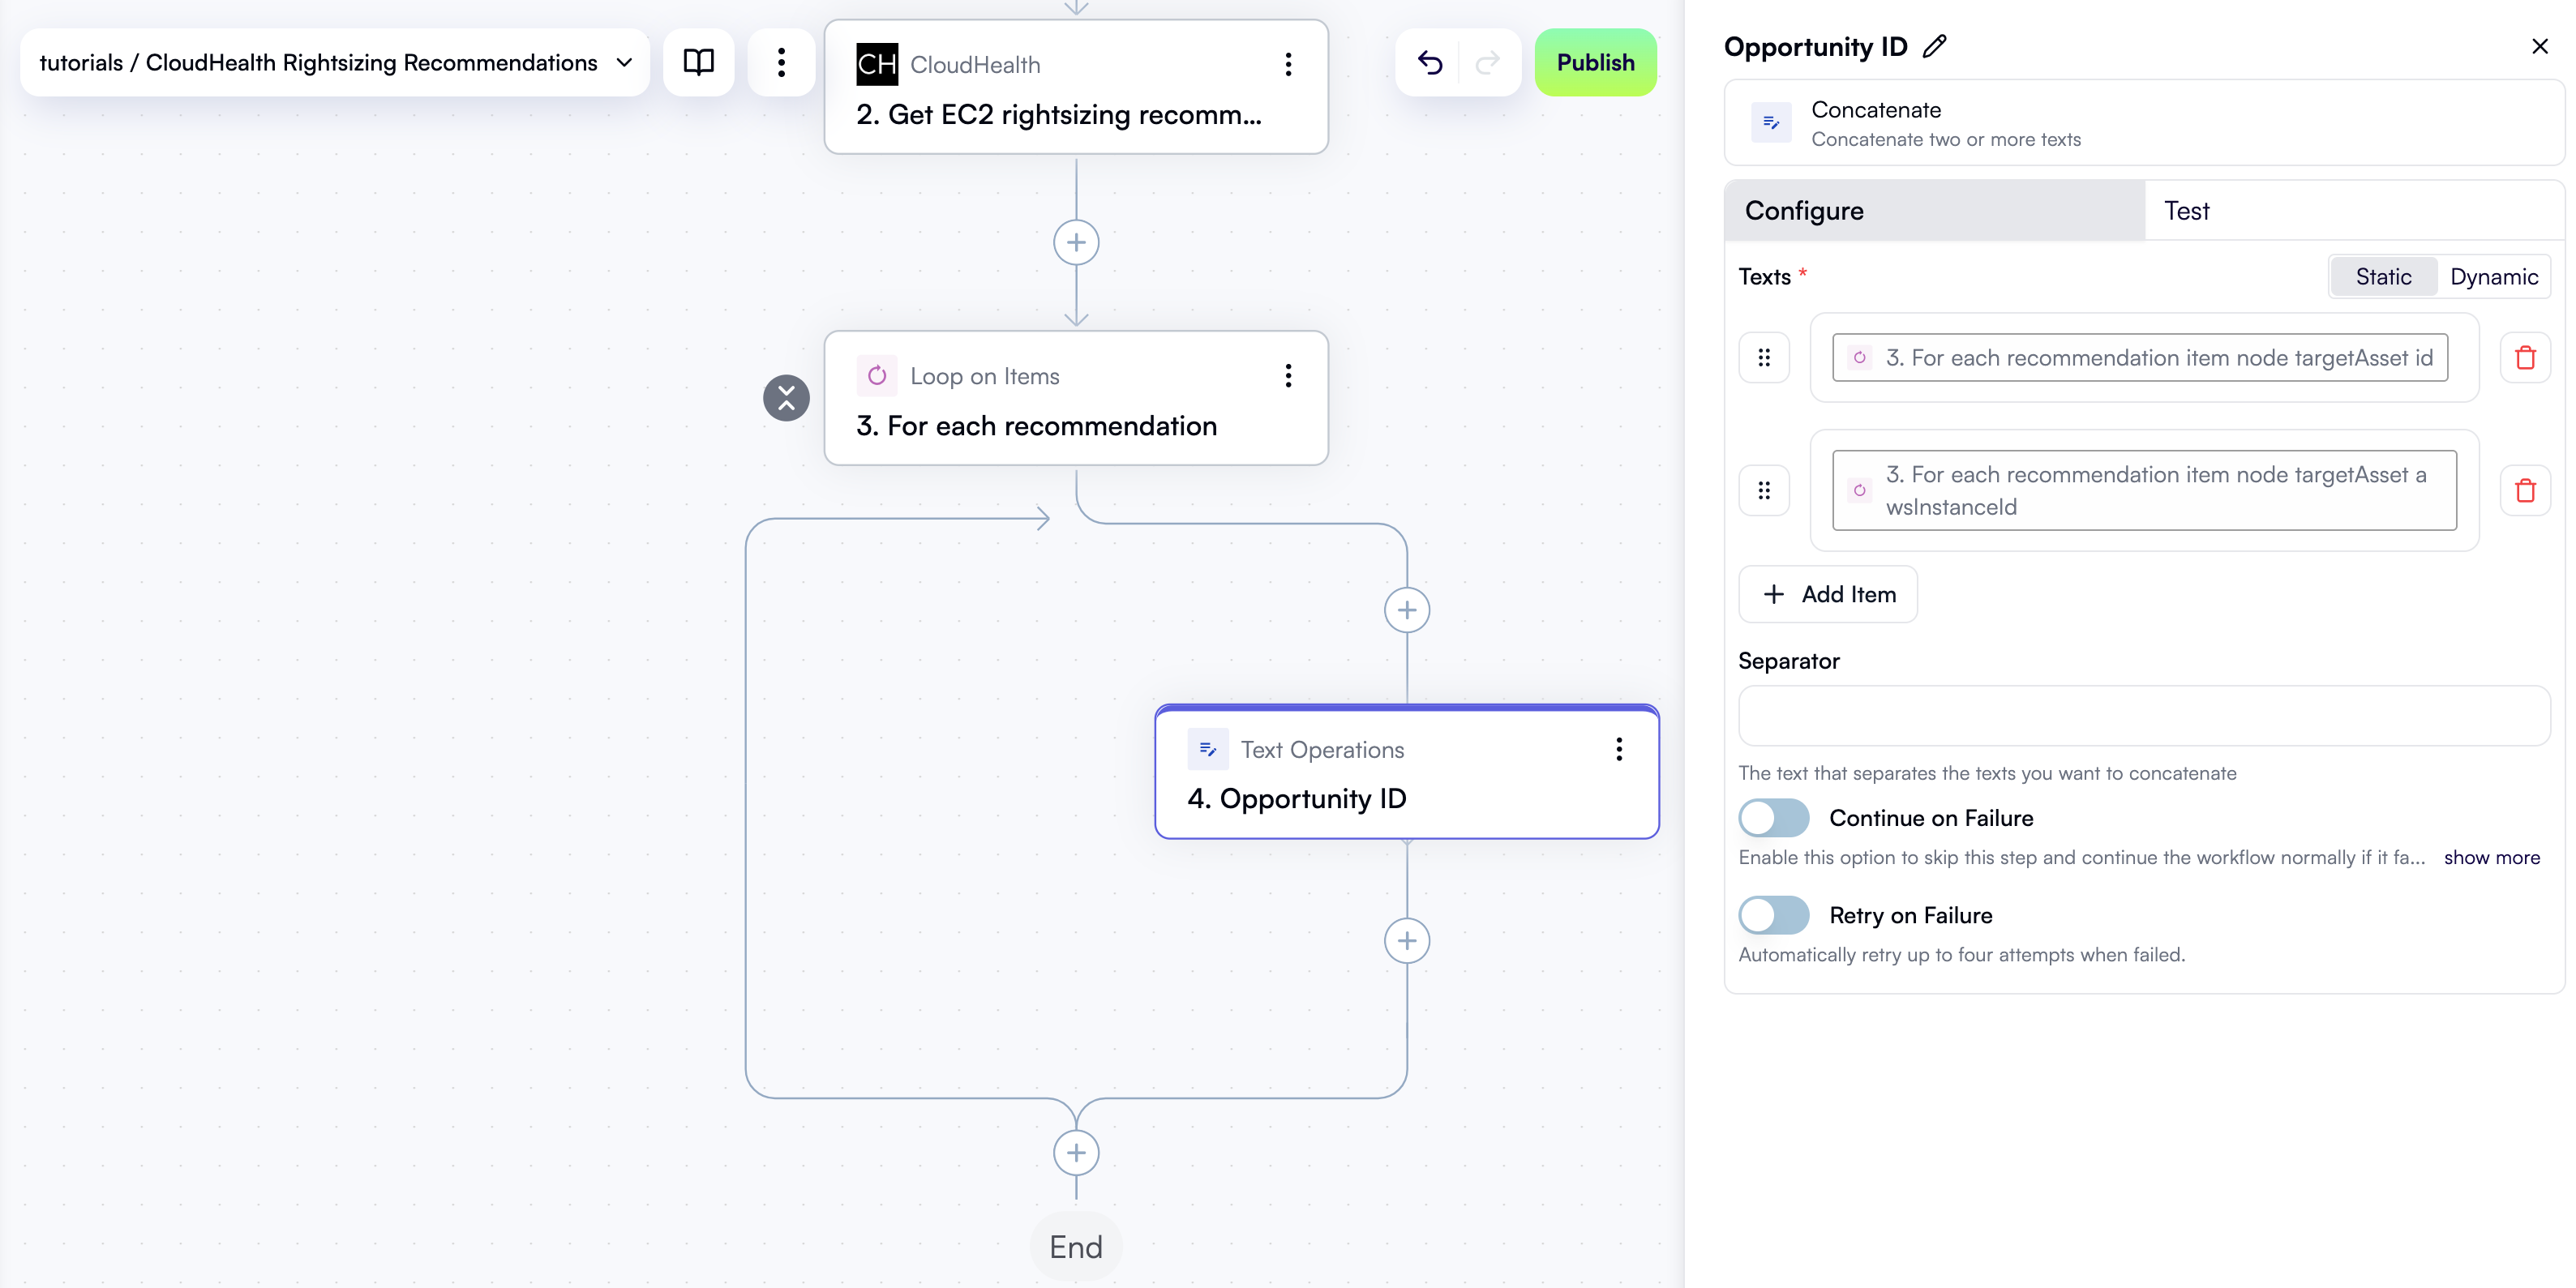 tutorials / CloudHealth Rightsizing Recommendations
CH CloudHealth
2. Get EC2 rightsizing recomm...
Publish
Loop on Items
3. For each recommendation
Text Operations
4. Opportunity ID
End
Opportunity ID
Concatenate
Concatenate two or more texts
Configure
Test
Texts *
Static
Dynamic
3. For each recommendation item node targetAsset id
3. For each recommendation item node targetAsset a
wsInstanceId
Add Item
Separator
The text that separates the texts you want to concatenate
Continue on Failure
Enable this option to skip this step and continue the workflow normally if it fa... show more
Retry on Failure
Automatically retry up to four attempts when failed.